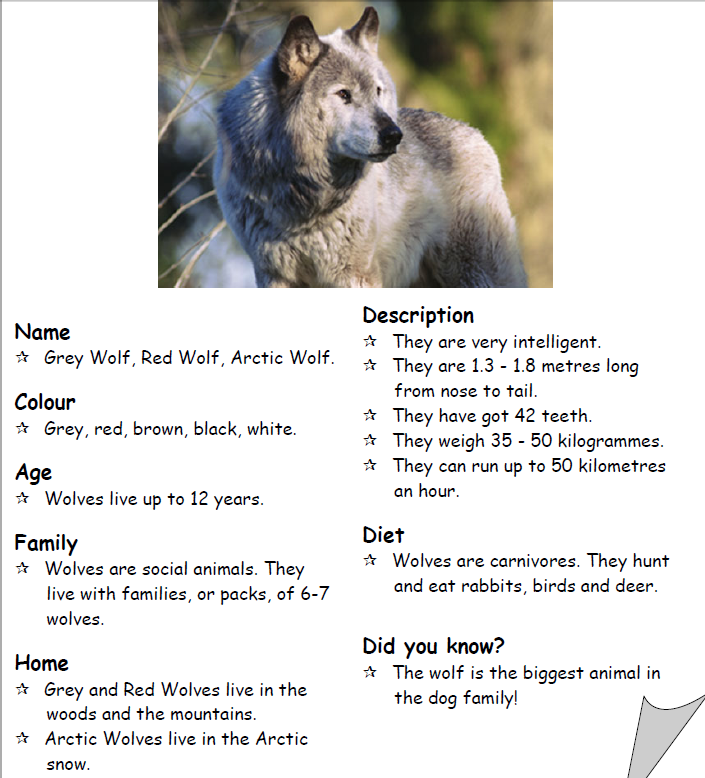 Name
☆ Grey Wolf, Red Wolf, Arctic Wolf.
Colour
☆ Grey, red, brown, black, white.
Age
☆ Wolves live up to 12 years.
Family
☆ Wolves are social animals. They
live with families, or packs, of 6-7
wolves.
Home
☆ Grey and Red Wolves live in the
woods and the mountains.
☆ Arctic Wolves live in the Arctic
snow.
Description
☆ They are very intelligent.
☆ They are 1.3 - 1.8 metres long
from nose to tail.
☆ They have got 42 teeth.
☆ They weigh 35 - 50 kilogrammes.
☆ They can run up to 50 kilometres
an hour.
Diet
☆ Wolves are carnivores. They hunt
and eat rabbits, birds and deer.
Did you know?
☆ The wolf is the biggest animal in
the dog family!